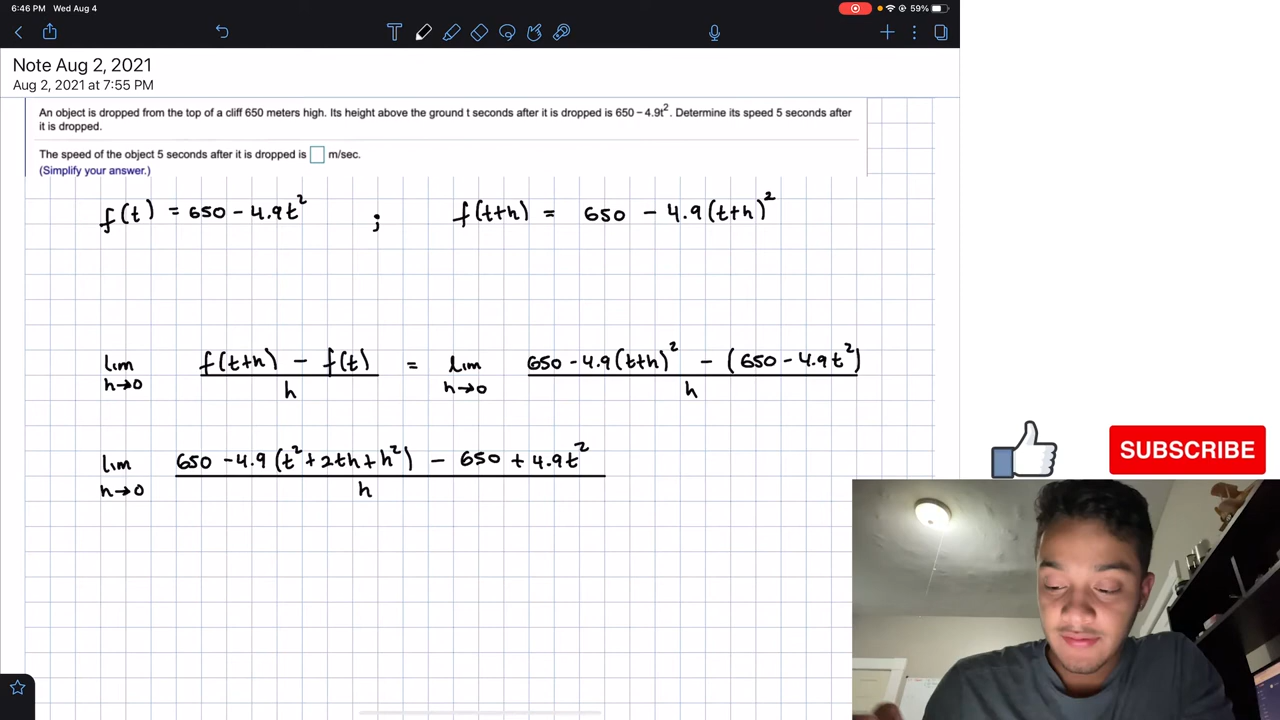 6:46 PM Wed Aug 4
59%
Note Aug 2, 2021
Aug 2, 2021 at 7:55 PM
An object is dropped from the top of a cliff 650 meters high. Its height above the ground t seconds after it is dropped is 650 − 4.9t². Determine its speed 5 seconds after
it is dropped.
The speed of the object 5 seconds after it is dropped is □ m/sec.
(Simplify your answer.)
f(t) = 650 - 4.9t² ; f(t+h) = 650 - 4.9(t+h)²
lim h→0 f(t+h) - f(t) / h = lim h→0 650 - 4.9(t+h)² - (650 - 4.9t²) / h
lim h→0 650 - 4.9(t² + 2th + h²) - 650 + 4.9t² / h
SUBSCRIBE